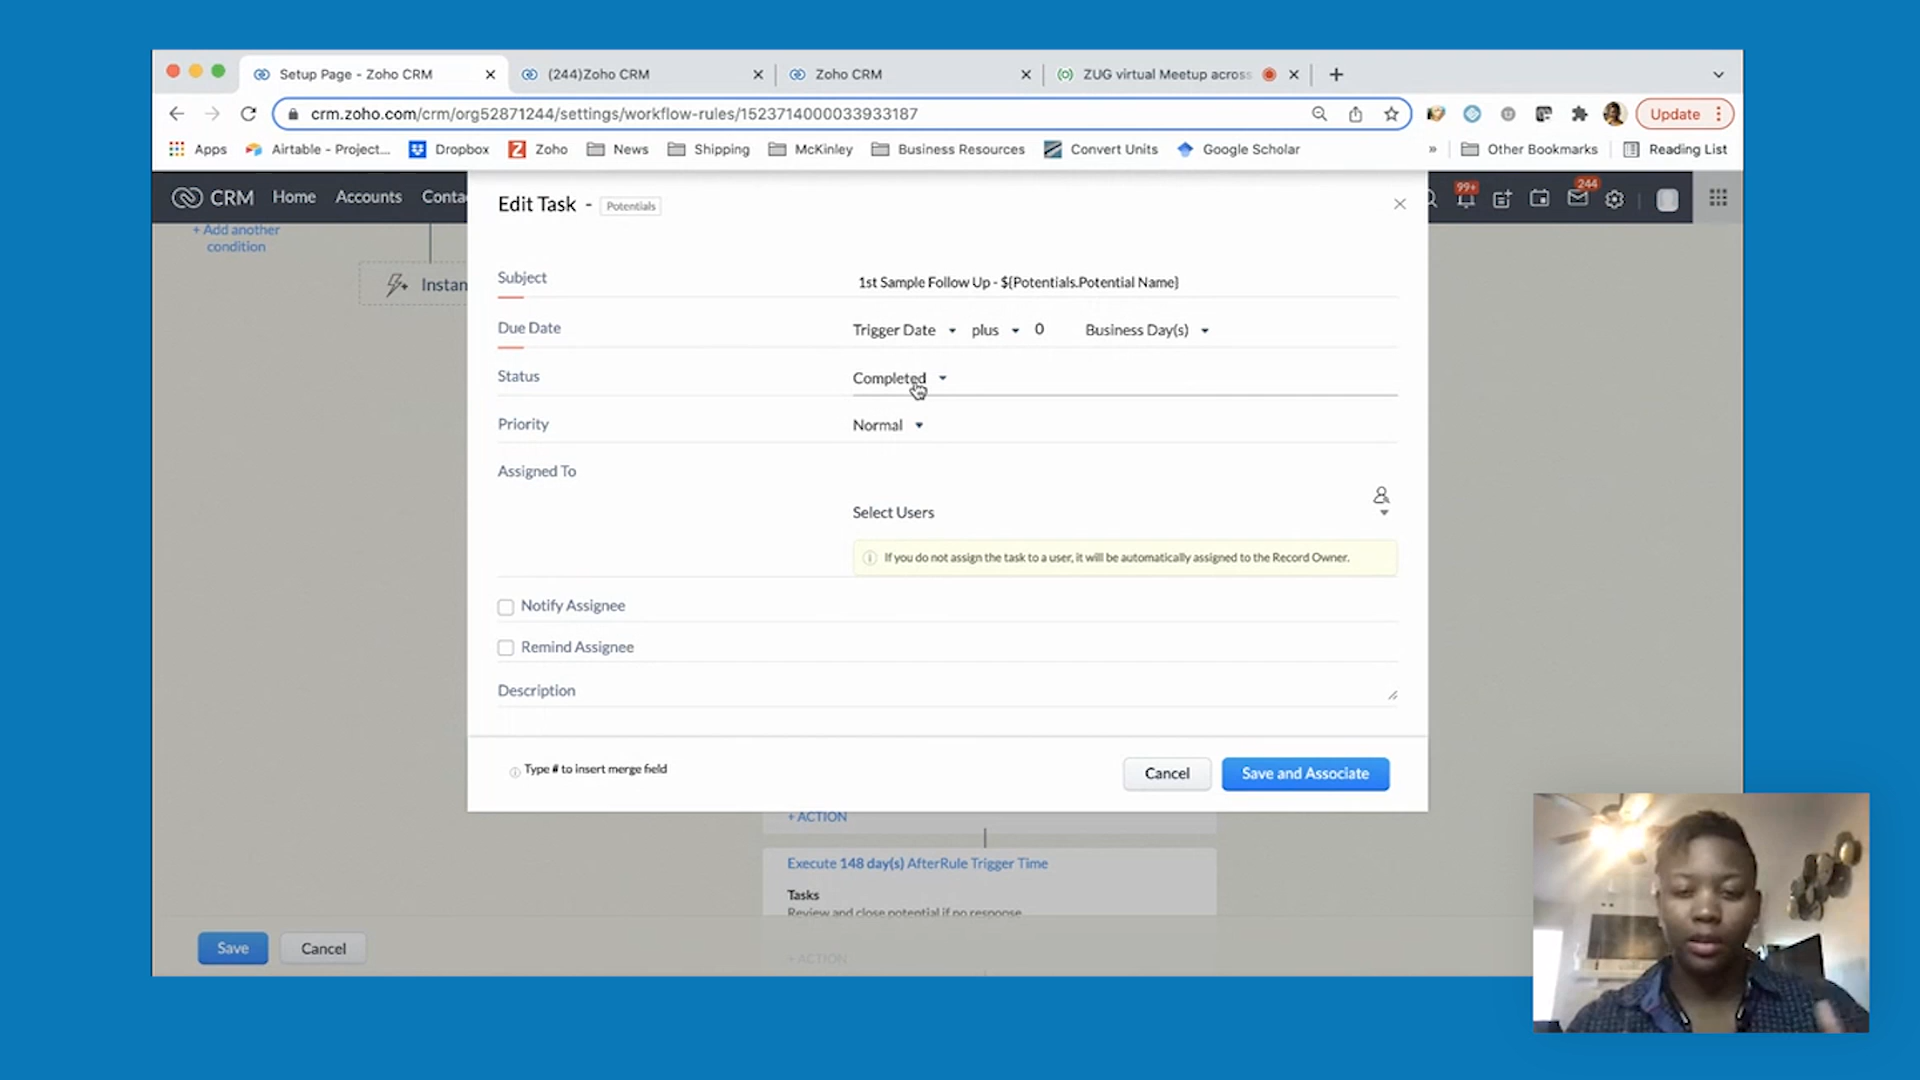 Setup Page - Zoho CRM
(244)Zoho CRM
Zoho CRM
ZUG virtual Meetup across
crm.zoho.com/crm/org52871244/settings/workflow-rules/1523714000033933187
Update
Apps
Airtable - Project...
Dropbox
Zoho
News
Shipping
McKinley
Business Resources
Convert Units
Google Scholar
»
Other Bookmarks
Reading List
CRM
Home
Accounts
Conta
99+
244
+ Add another
condition
Instan
Edit Task -
Potentials
Subject
1st Sample Follow Up - ${Potentials.Potential Name}
Due Date
Trigger Date
plus
0
Business Day(s)
Status
Completed
Priority
Normal
Assigned To
Select Users
If you do not assign the task to a user, it will be automatically assigned to the Record Owner.
Notify Assignee
Remind Assignee
Description
Type # to insert merge field
Cancel
Save and Associate
+ ACTION
Execute 148 day(s) AfterRule Trigger Time
Tasks
Review and close potential if no response
+ ACTION
Save
Cancel